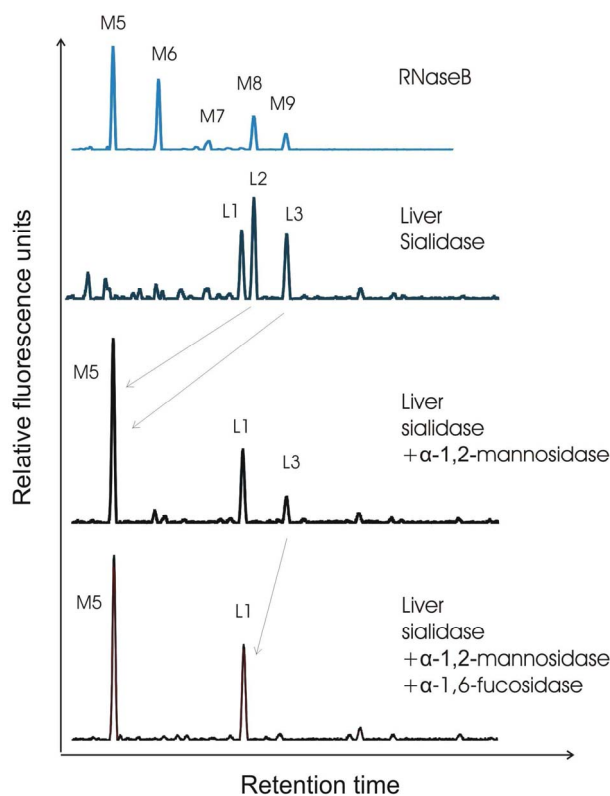 M5
M6
M7
M8
M9
RNaseB
L1
L2
L3
Liver
Sialidase
M5
L1
L3
Liver
sialidase
+α-1,2-mannosidase
M5
L1
Liver
sialidase
+α-1,2-mannosidase
+α-1,6-fucosidase
Relative fluorescence units
Retention time